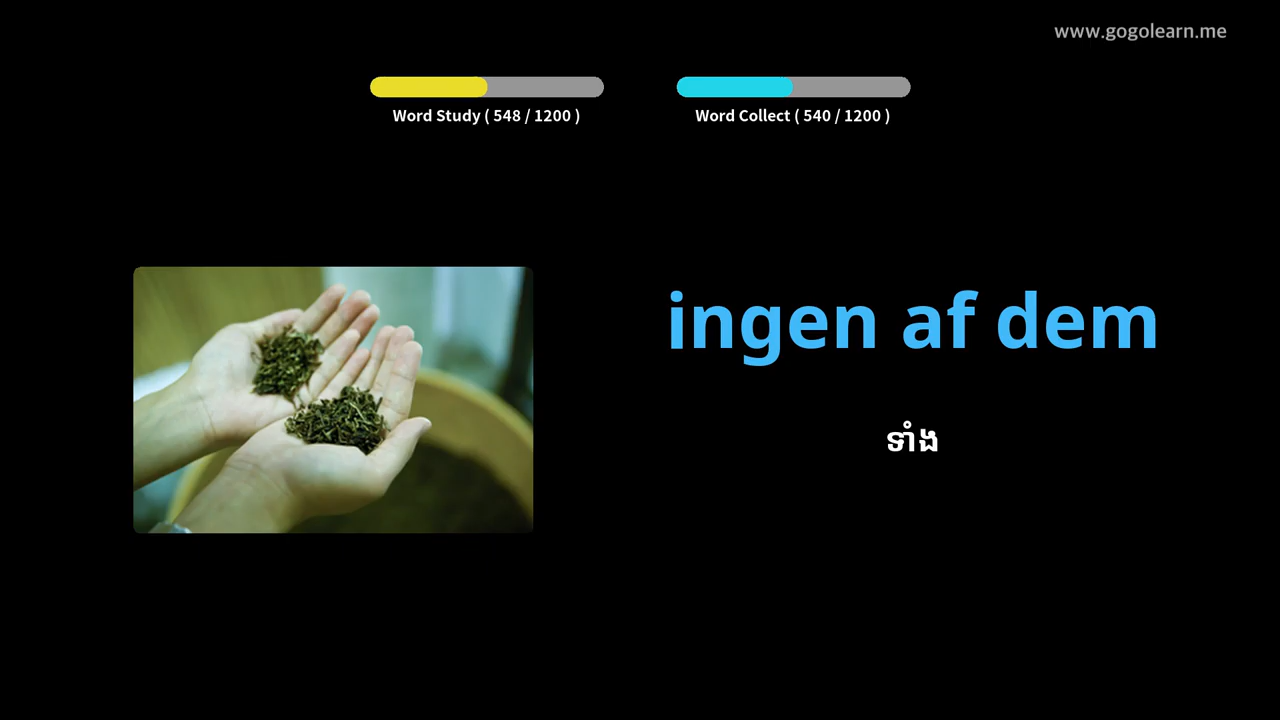 www.gogolearn.me
Word Study ( 548 / 1200 )
Word Collect ( 540 / 1200 )
ingen af dem
ទាំង